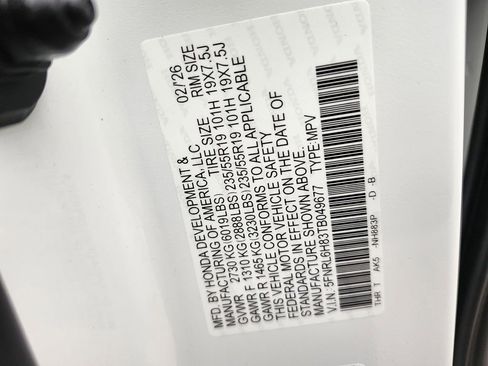 MFD. BY HONDA DEVELOPMENT & 02/'26
MANUFACTURING OF AMERICA, LLC
TIRE SIZE RIM SIZE
GVWR 2730 KG(6019LBS)
GAWR F 1310 KG(2888LBS)235/55R19 101H 19X7.5J
GAWR R 1465 KG(3230LBS)235/55R19 101H 19X7.5J
THIS VEHICLE CONFORMS TO ALL APPLICABLE
FEDERAL MOTOR VEHICLE SAFETY
STANDARDS IN EFFECT ON THE DATE OF
MANUFACTURE SHOWN ABOVE.
V.I.N.: 5FNRL6H83TB049677 TYPE:MPV
THR T AK5 -NH883P -D -B